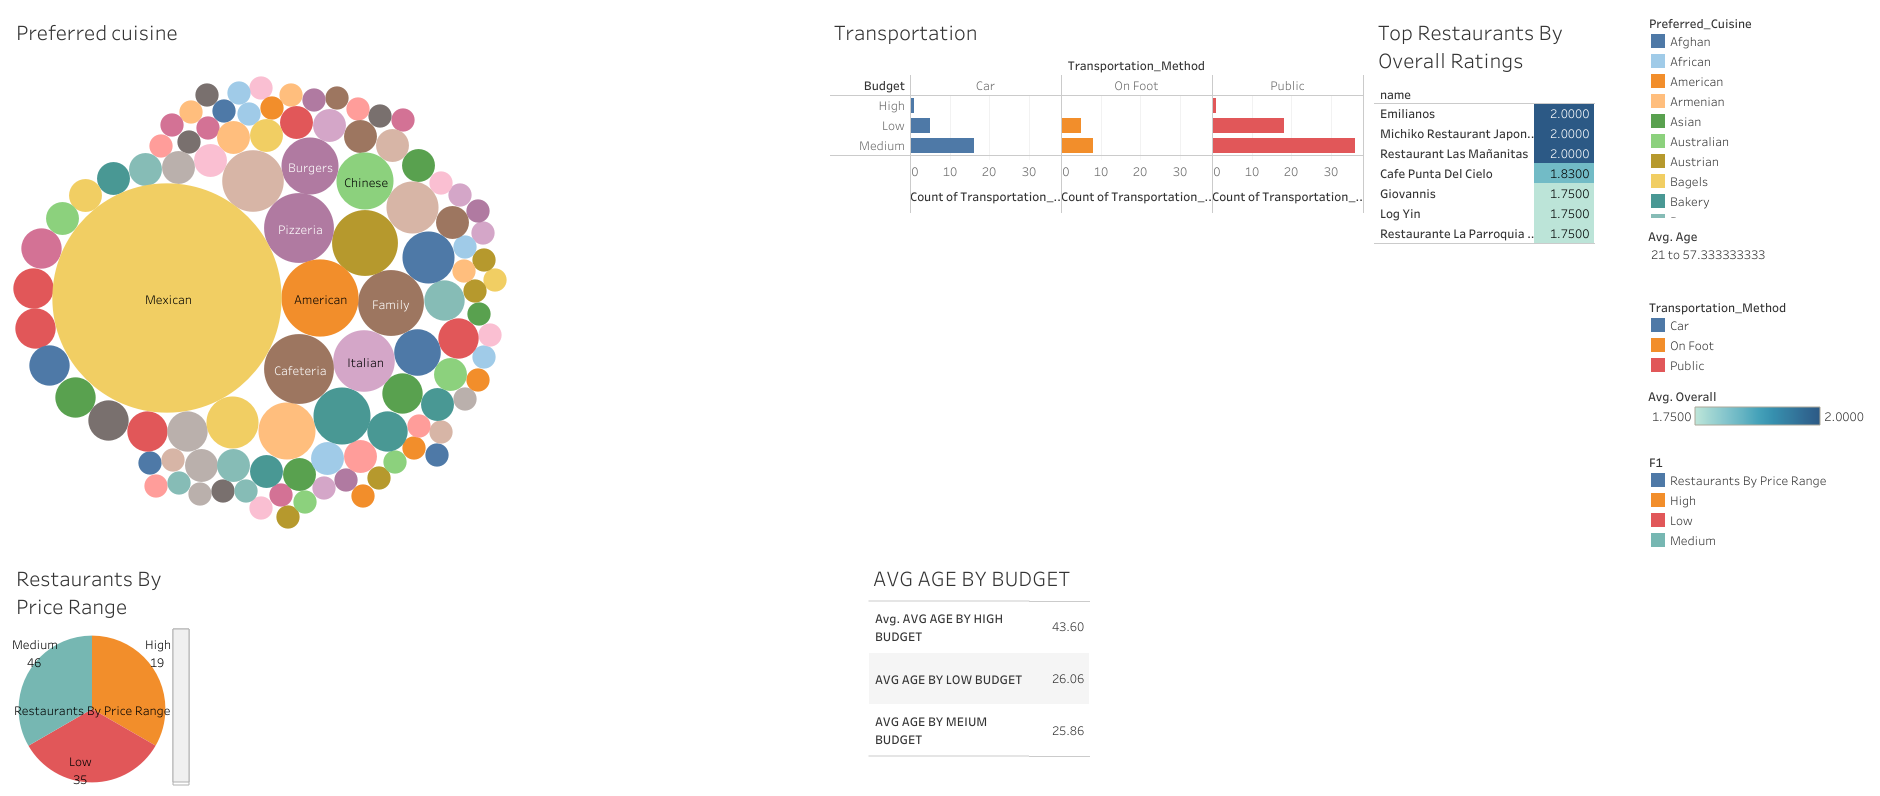 Preferred cuisine
Burgers
Chinese
Pizzeria
Mexican
American
Family
Italian
Cafeteria
Transportation
Transportation_Method
Budget Car On Foot Public
High
Low
Medium
0 10 20 30 0 10 20 30 0 10 20 30
Count of Transportation_.. Count of Transportation_.. Count of Transportation_..
Top Restaurants By
Overall Ratings
name
Emilianos 2.0000
Michiko Restaurant Japon.. 2.0000
Restaurant Las Mañanitas 2.0000
Cafe Punta Del Cielo 1.8300
Giovannis 1.7500
Log Yin 1.7500
Restaurante La Parroquia .. 1.7500
Preferred_Cuisine
Afghan
African
American
Armenian
Asian
Australian
Austrian
Bagels
Bakery
Avg. Age
21 to 57.333333333
Transportation_Method
Car
On Foot
Public
Avg. Overall
1.7500 2.0000
F1
Restaurants By Price Range
High
Low
Medium
Restaurants By
Price Range
Medium
46
High
19
Restaurants By Price Range
Low
35
AVG AGE BY BUDGET
Avg. AVG AGE BY HIGH
BUDGET
43.60
AVG AGE BY LOW BUDGET 26.06
AVG AGE BY MEIUM
BUDGET
25.86